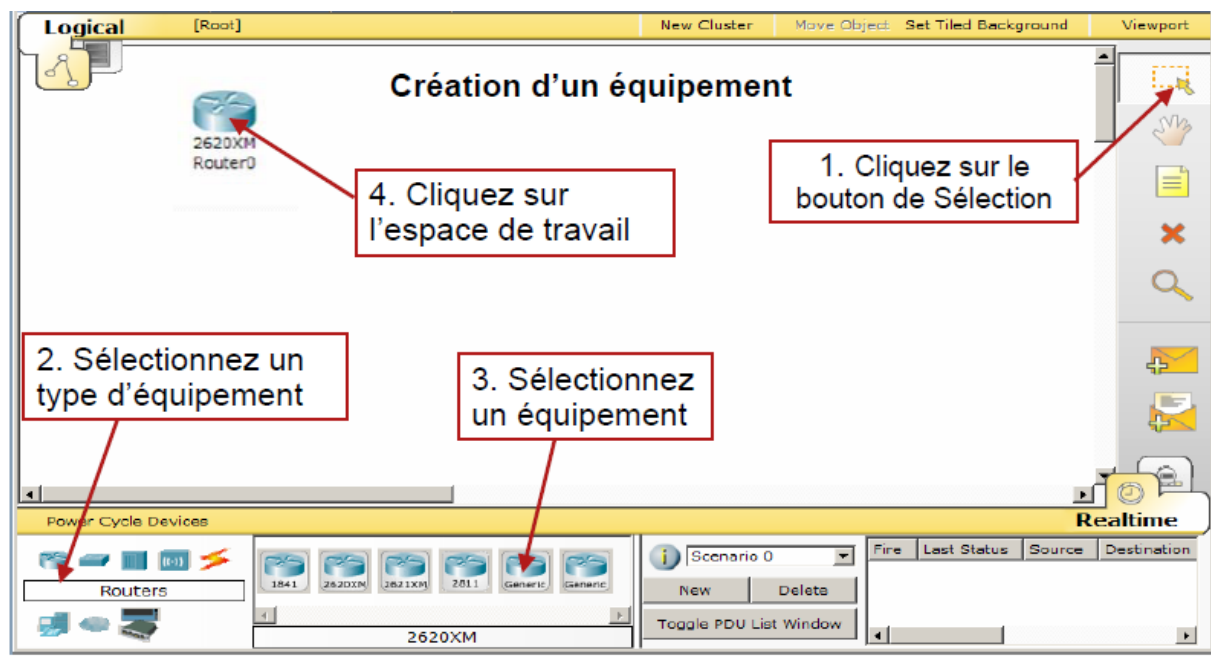 Logical [Root] New Cluster Move Object Set Tiled Background Viewport
Création d'un équipement
2620XM
Router0
1. Cliquez sur le
bouton de Sélection
4. Cliquez sur
l'espace de travail
2. Sélectionnez un
type d'équipement
3. Sélectionnez
un équipement
Power Cycle Devices
Realtime
Routers
1841 2620XM 2621XM 2811 Generic Generic
2620XM
Scenario 0
New Delete
Toggle PDU List Window
Fire Last Status Source Destination